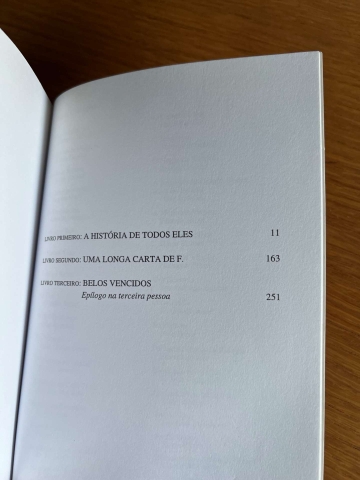 LIVRO PRIMEIRO: A HISTÓRIA DE TODOS ELES 11
LIVRO SEGUNDO: UMA LONGA CARTA DE F. 163
LIVRO TERCEIRO: BELOS VENCIDOS
Epílogo na terceira pessoa 251